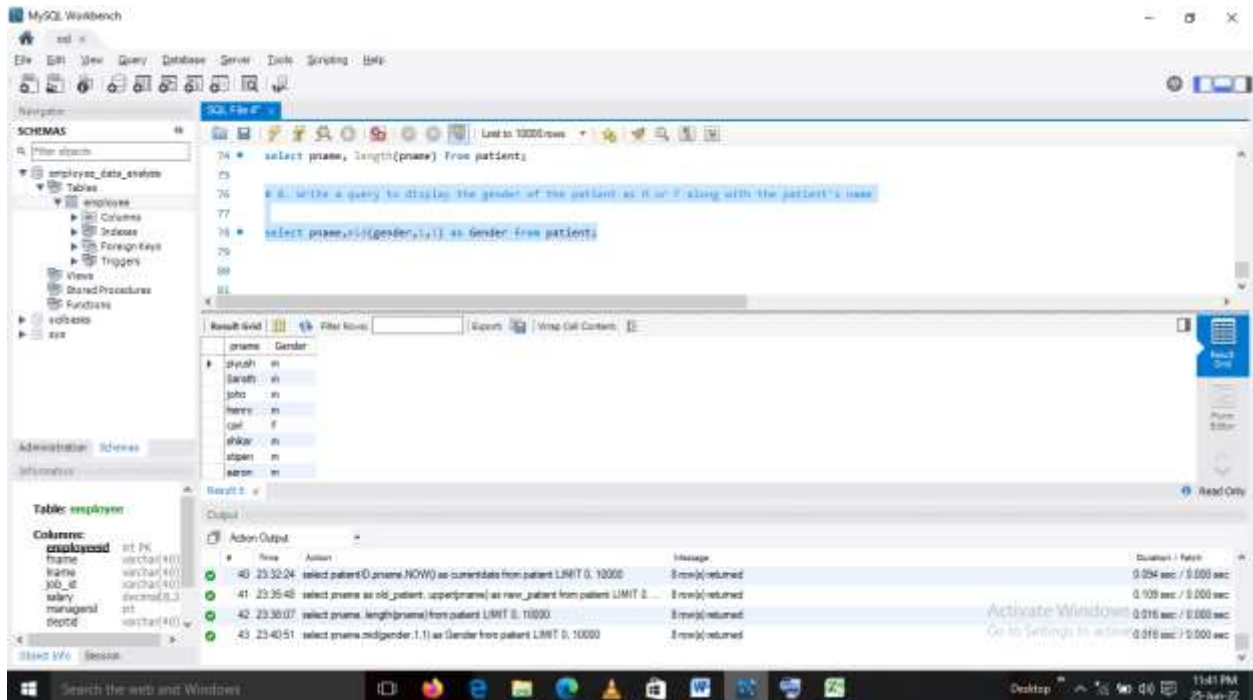 MySQL Workbench
File Edit View Query Database Server Tools Scripting Help
Navigator
SQL File 4*
SCHEMAS
Limit to 10000 rows
Filter objects
employee_data_analysis
Tables
employee
Columns
Indexes
Foreign Keys
Triggers
Views
Stored Procedures
Functions
sys
74
select pname, length(pname) from patient;
75
76
write a query to display the gender of the patient as M or F along with the patient's name
77
78
select pname,mid(gender,1,1) as Gender from patient;
79
80
81
Result Grid Filter Rows: Export: Wrap Cell Content:
pname Gender
piyush m
m
john m
henry m
carl f
shikar m
m
aaron m
Result Grid
Form Editor
Administration Schemas
Information
Read Only
Table: employee
Columns:
employeeid int PK
fname varchar(40)
lname varchar(40)
job_id varchar(40)
salary
managerid int
deptid varchar(40)
Output
Action Output
# Time Action Message Duration / Fetch
40 23:32:24 select patientID,pname,NOW() as currentdate from patient LIMIT 0, 10000 8 row(s) returned 0.094 sec / 0.000 sec
41 23:35:48 select pname as old_patient, upper(pname) as new_patient from patient LIMIT 0, ... 8 row(s) returned 0.109 sec / 0.000 sec
42 23:38:07 select pname, length(pname) from patient LIMIT 0, 10000 8 row(s) returned 0.016 sec / 0.000 sec
43 23:40:51 select pname,mid(gender,1,1) as Gender from patient LIMIT 0, 10000 8 row(s) returned 0.016 sec / 0.000 sec
Activate Windows
Go to Settings to activate
Object Info Session
Search the web and Windows
Desktop
11:41 PM
25-Jun-22